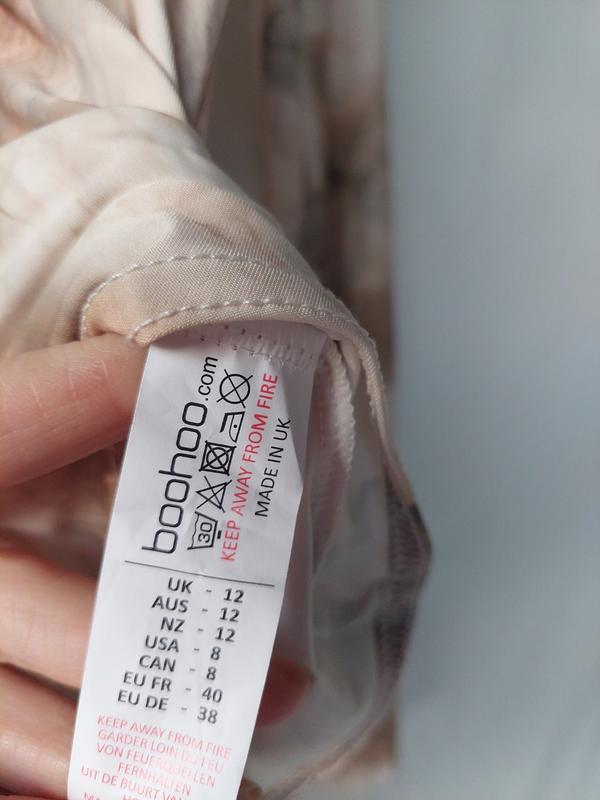 boohoo.com
30
KEEP AWAY FROM FIRE
MADE IN UK
UK - 12
AUS - 12
NZ - 12
USA - 8
CAN - 8
EU FR - 40
EU DE - 38
KEEP AWAY FROM FIRE
GARDER LOIN DU FEU
VON FEUERQUELLEN
FERNHALTEN
UIT DE BUURT VAN